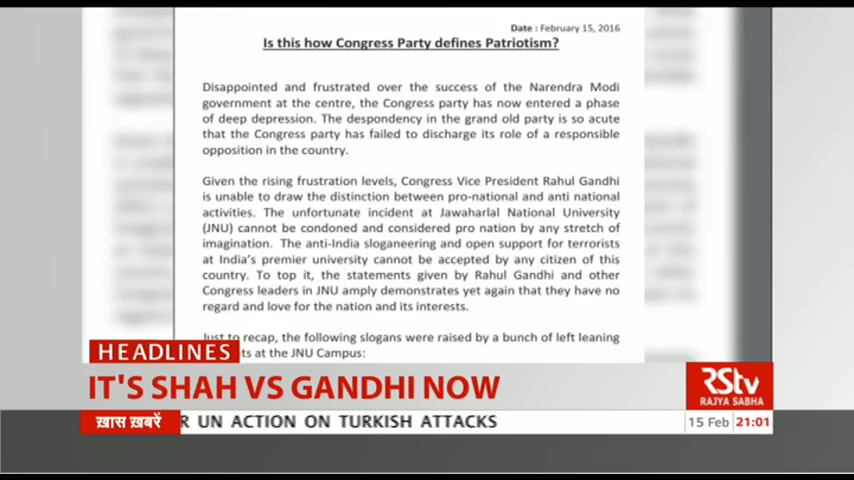 Date : February 15, 2016
Is this how Congress Party defines Patriotism?
Disappointed and frustrated over the success of the Narendra Modi
government at the centre, the Congress party has now entered a phase
of deep depression. The despondency in the grand old party is so acute
that the Congress party has failed to discharge its role of a responsible
opposition in the country.
Given the rising frustration levels, Congress Vice President Rahul Gandhi
is unable to draw the distinction between pro-national and anti national
activities. The unfortunate incident at Jawaharlal National University
(JNU) cannot be condoned and considered pro nation by any stretch of
imagination. The anti-India sloganeering and open support for terrorists
at India's premier university cannot be accepted by any citizen of this
country. To top it, the statements given by Rahul Gandhi and other
Congress leaders in JNU amply demonstrates yet again that they have no
regard and love for the nation and its interests.
Just to recap, the following slogans were raised by a bunch of left leaning
ts at the JNU Campus:
HEADLINES
IT'S SHAH VS GANDHI NOW
RSTV
RAJYA SABHA
ख़ास ख़बरें
R UN ACTION ON TURKISH ATTACKS
15 Feb 21:01